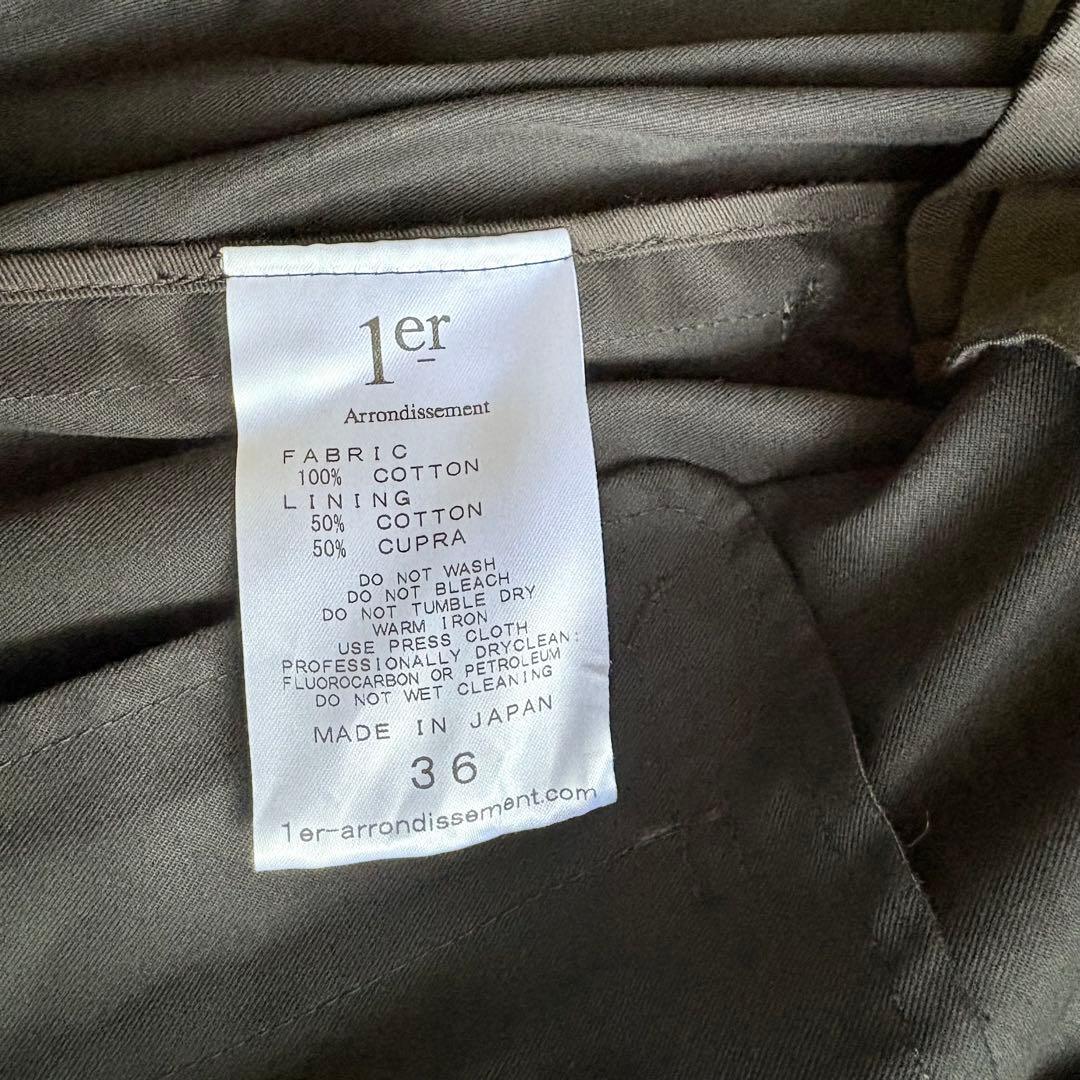 1er
Arrondissement
FABRIC
100% COTTON
LINING
50% COTTON
50% CUPRA
DO NOT WASH
DO NOT BLEACH
DO NOT TUMBLE DRY
WARM IRON
USE PRESS CLOTH
PROFESSIONALLY DRYCLEAN:
FLUOROCARBON OR PETROLEUM
DO NOT WET CLEANING
MADE IN JAPAN
36
1er-arrondissement.com